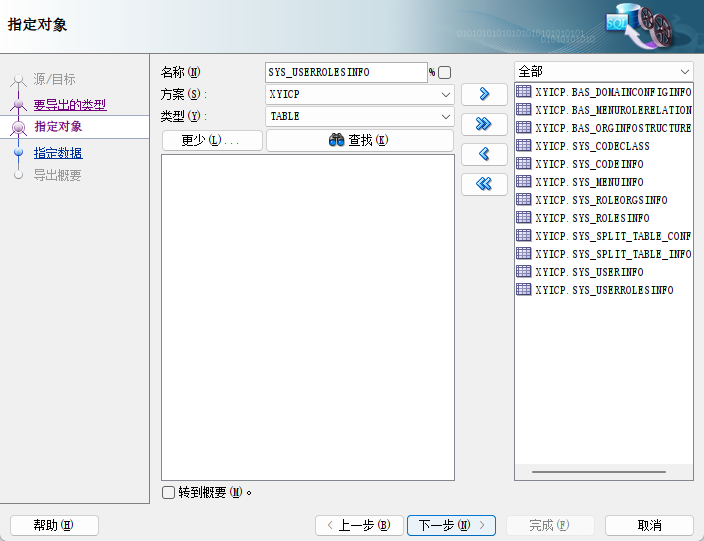 指定对象
SQL
源/目标
要导出的类型
指定对象
指定数据
导出概要
名称(N) SYS_USERROLESINFO %
方案(S): XYICP
类型(Y): TABLE
更少(L)... 查找(K)
全部
XYICP.BAS_DOMAINCONFIGINFO
XYICP.BAS_MENUROLERELATION
XYICP.BAS_ORGINFOSTRUCTURE
XYICP.SYS_CODECLASS
XYICP.SYS_CODEINFO
XYICP.SYS_MENUINFO
XYICP.SYS_ROLEORGSINFO
XYICP.SYS_ROLESINFO
XYICP.SYS_SPLIT_TABLE_CONF
XYICP.SYS_SPLIT_TABLE_INFO
XYICP.SYS_USERINFO
XYICP.SYS_USERROLESINFO
转到概要(M)。
帮助(H) 上一步(B) 下一步(N) 完成(F) 取消